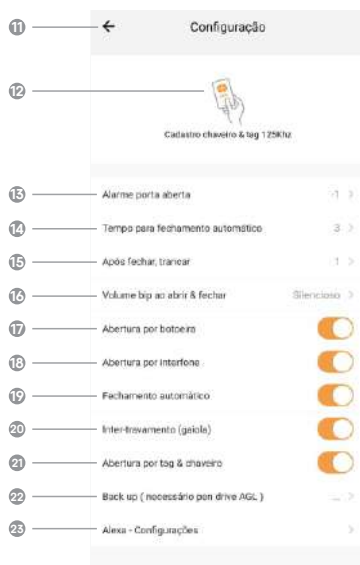 11 Configuração
12
Cadastro chaveiro & tag 125Khz
13 Alarme porta aberta -1 >
14 Tempo para fechamento automático 3 >
15 Após fechar, trancar 1 >
16 Volume bip ao abrir & fechar Silencioso >
17 Abertura por botoeira
18 Abertura por interfone
19 Fechamento automático
20 Inter-travamento (gaiola)
21 Abertura por tag & chaveiro
22 Back up ( necessário pen drive AGL ) ... >
23 Alexa - Configurações >